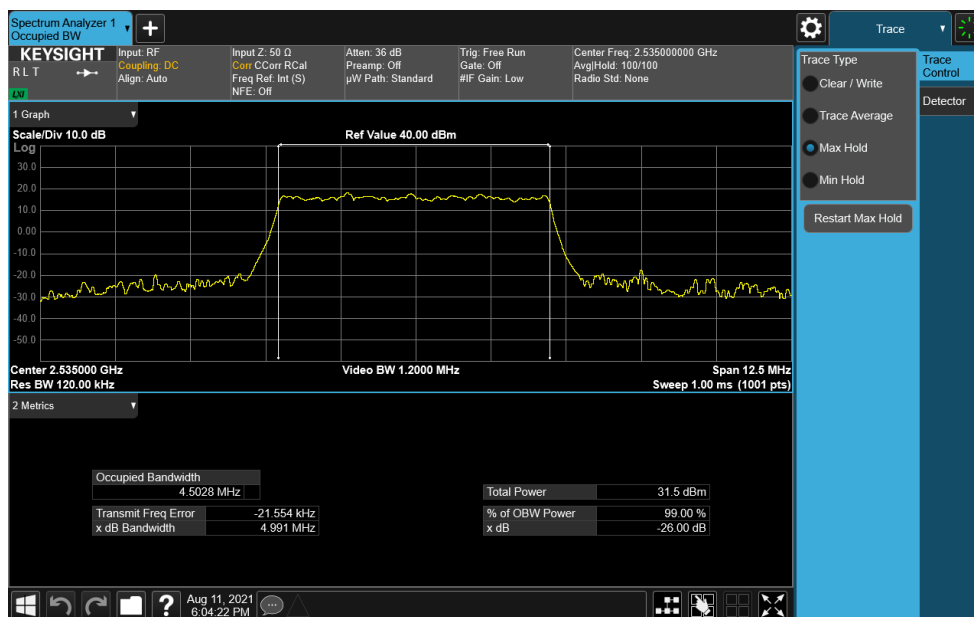 Spectrum Analyzer 1
Occupied BW
Trace
KEYSIGHT
R L T
LXI
Input: RF
Coupling: DC
Align: Auto
Input Z: 50 Ω
Corr CCorr RCal
Freq Ref: Int (S)
NFE: Off
Atten: 36 dB
Preamp: Off
µW Path: Standard
Trig: Free Run
Gate: Off
#IF Gain: Low
Center Freq: 2.535000000 GHz
Avg|Hold: 100/100
Radio Std: None
Trace Type
Clear / Write
Trace Average
Max Hold
Min Hold
Restart Max Hold
Trace Control
Detector
1 Graph
Scale/Div 10.0 dB
Ref Value 40.00 dBm
Log
30.0
20.0
10.0
0.00
-10.0
-20.0
-30.0
-40.0
-50.0
Center 2.535000 GHz
Video BW 1.2000 MHz
Span 12.5 MHz
Res BW 120.00 kHz
Sweep 1.00 ms (1001 pts)
2 Metrics
Occupied Bandwidth
4.5028 MHz
Total Power 31.5 dBm
Transmit Freq Error -21.554 kHz
% of OBW Power 99.00 %
x dB Bandwidth 4.991 MHz
x dB -26.00 dB
Aug 11, 2021
6:04:22 PM